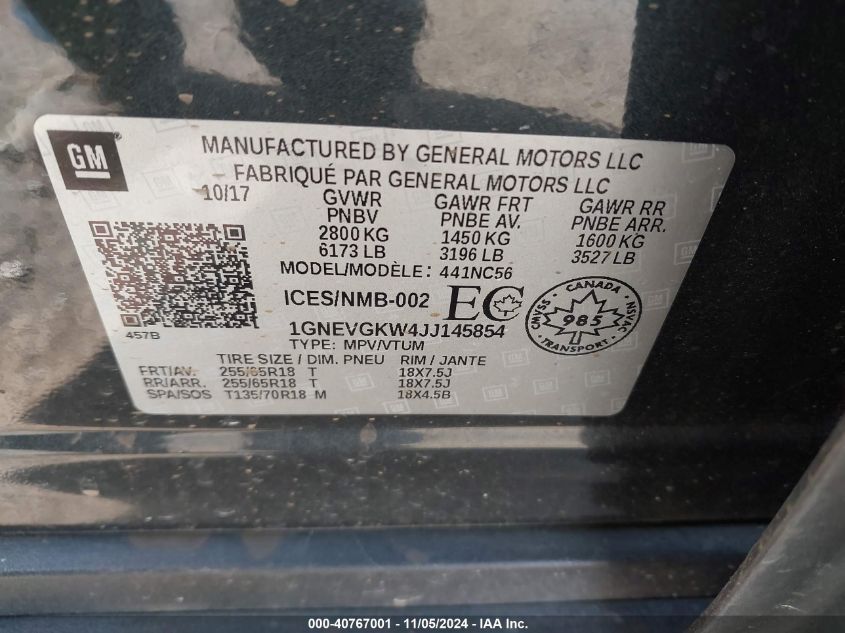 GM
MANUFACTURED BY GENERAL MOTORS LLC
FABRIQUÉ PAR GENERAL MOTORS LLC
10/17 GVWR GAWR FRT GAWR RR
PNBV PNBE AV. PNBE ARR.
2800 KG 1450 KG 1600 KG
6173 LB 3196 LB 3527 LB
MODEL/MODÈLE: 441NC56
ICES/NMB-002 EC
1GNEVGKW4JJ145854
CANADA
SSVAC NSVAC
985
TRANSPORT
457B
TYPE: MPV/VTUM
TIRE SIZE / DIM. PNEU RIM / JANTE
FRT/AV. 255/65R18 T 18X7.5J
RR/ARR. 255/65R18 T 18X7.5J
SPA/SOS T135/70R18 M 18X4.5B
000-40767001 - 11/05/2024 - IAA Inc.